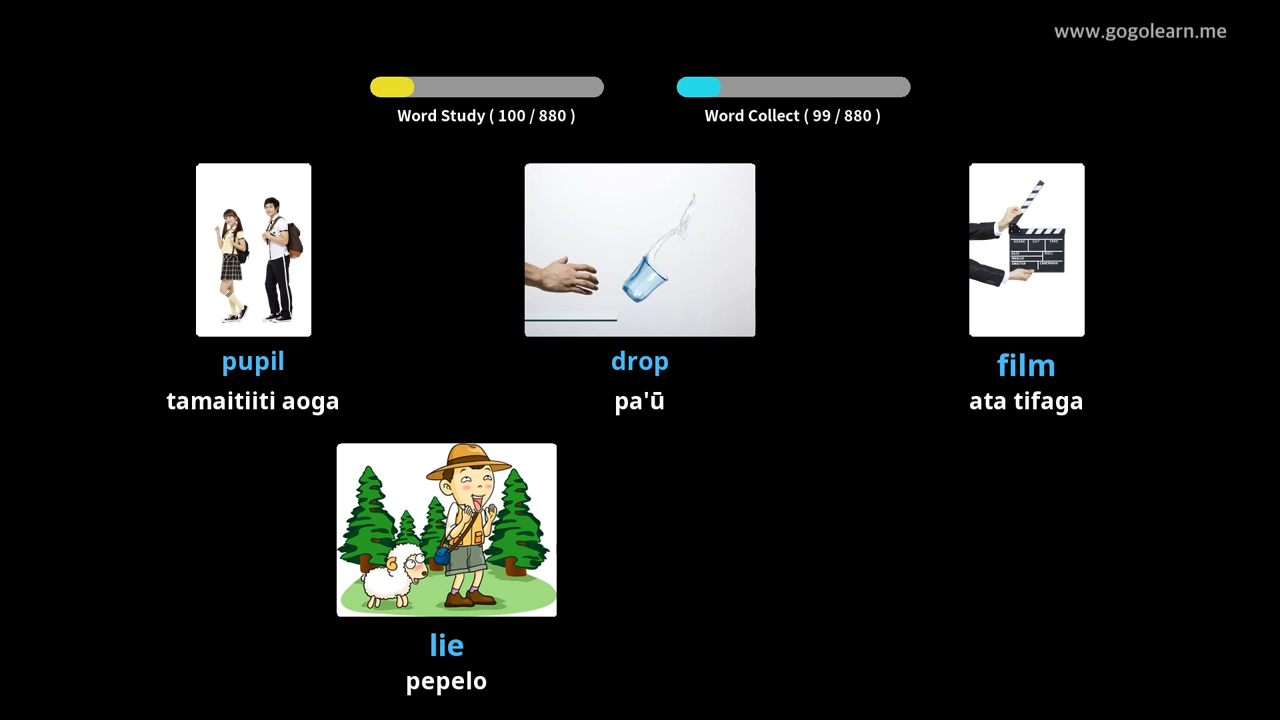 www.gogolearn.me
Word Study ( 100 / 880 )
Word Collect ( 99 / 880 )
pupil
tamaitiiti aoga
drop
pa'ū
film
ata tifaga
lie
pepelo